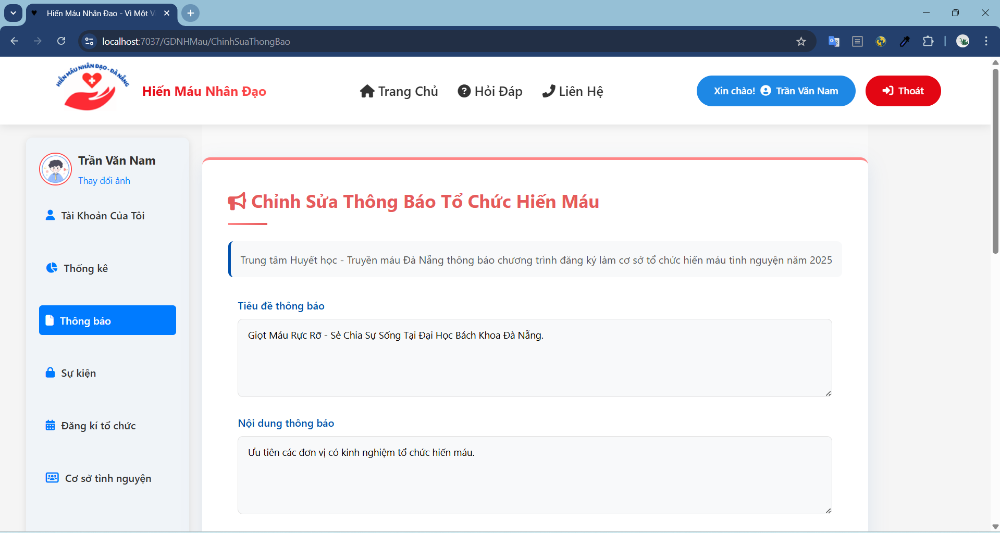 Hiến Máu Nhân Đạo - Vì Một V
localhost:7037/GDNHMau/ChinhSuaThongBao
HIẾN MÁU NHÂN ĐẠO - ĐÀ NẴNG
Hiến Máu Nhân Đạo
Trang Chủ
Hỏi Đáp
Liên Hệ
Xin chào! Trần Văn Nam
Thoát
Trần Văn Nam
Thay đổi ảnh
Tài Khoản Của Tôi
Thống kê
Thông báo
Sự kiện
Đăng kí tổ chức
Cơ sở tình nguyện
Chỉnh Sửa Thông Báo Tổ Chức Hiến Máu
Trung tâm Huyết học - Truyền máu Đà Nẵng thông báo chương trình đăng ký làm cơ sở tổ chức hiến máu tình nguyện năm 2025
Tiêu đề thông báo
Giọt Máu Rực Rỡ - Sẻ Chia Sự Sống Tại Đại Học Bách Khoa Đà Nẵng.
Nội dung thông báo
Ưu tiên các đơn vị có kinh nghiệm tổ chức hiến máu.